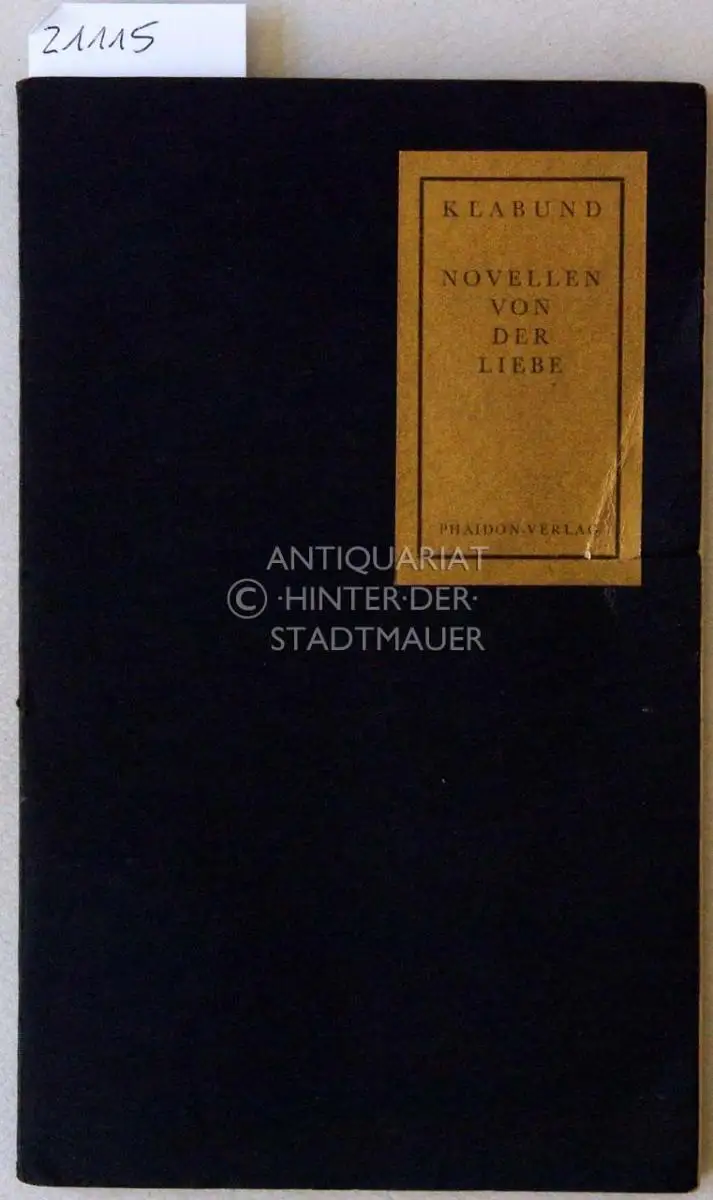 21115
KLABUND
NOVELLEN
VON
DER
LIEBE
PHAIDON-VERLAG
ANTIQUARIAT
© ·HINTER·DER·
STADTMAUER